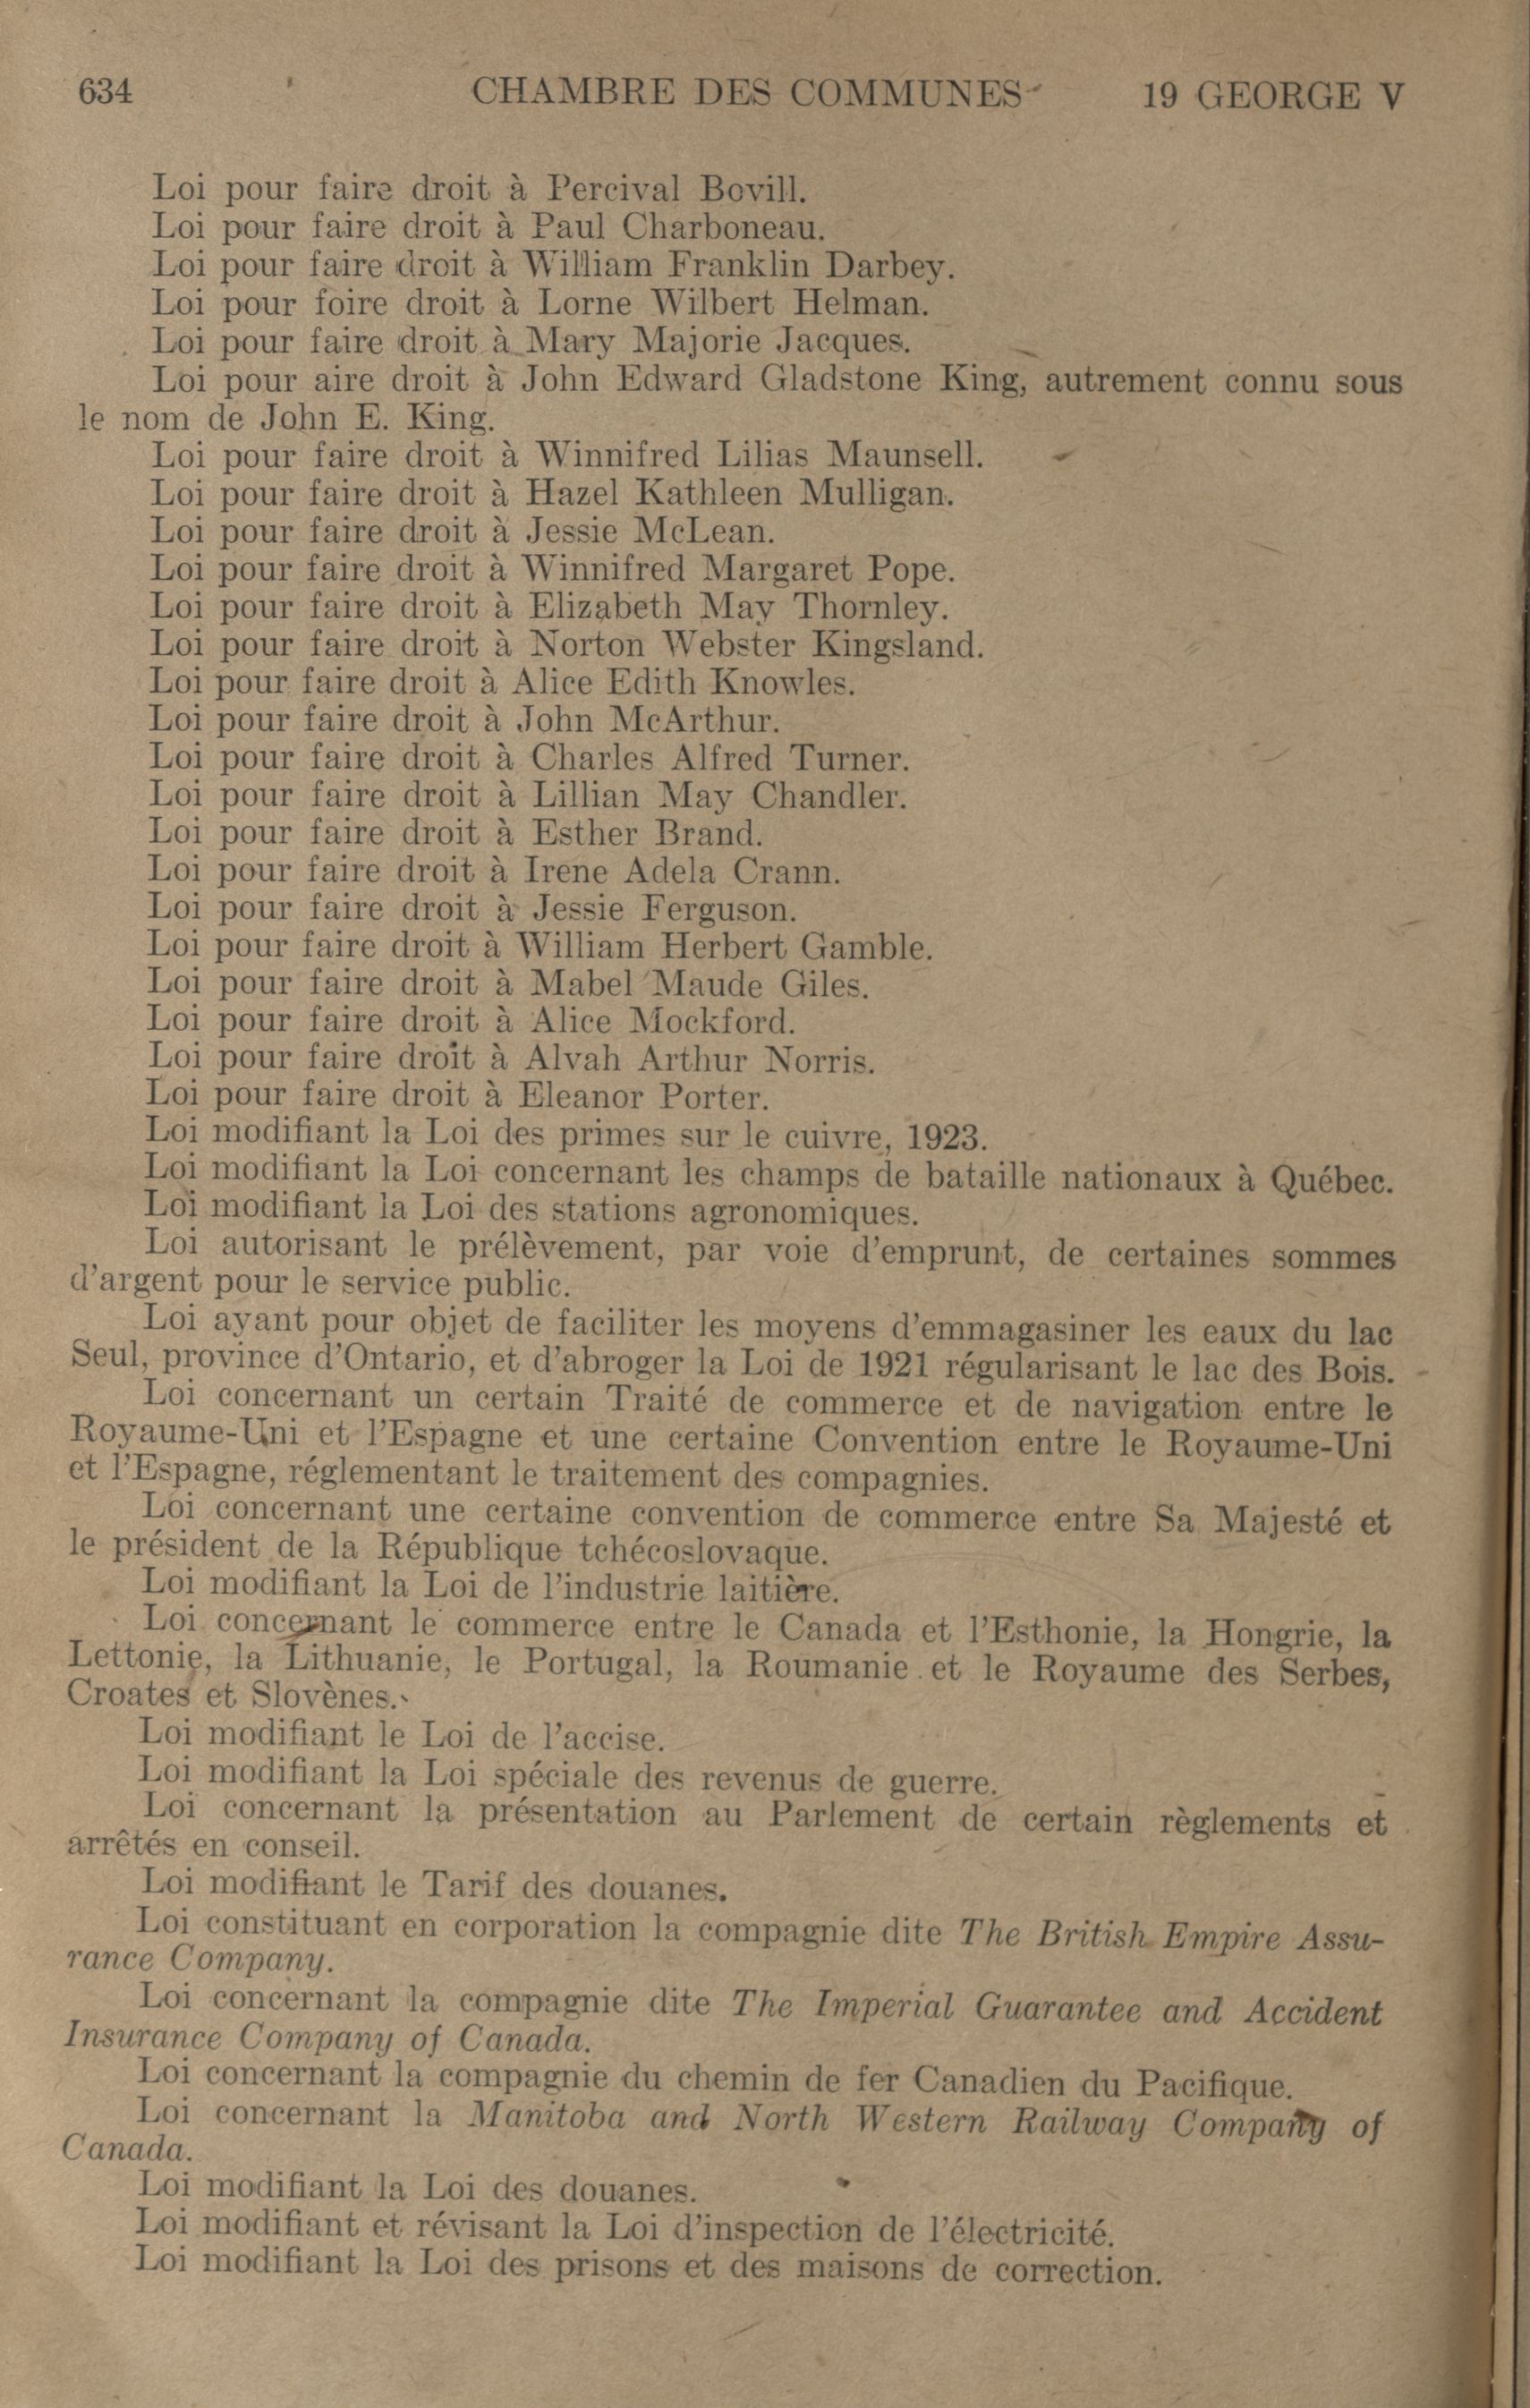 634 CHAMBRE DES COMMUNES 19 GEORGE V
Loi pour faire droit à Percival Bovill.
Loi pour faire droit à Paul Charboneau.
Loi pour faire droit à William Franklin Darbey.
Loi pour foire droit à Lorne Wilbert Helman.
Loi pour faire droit à Mary Majorie Jacques.
Loi pour aire droit à John Edward Gladstone King, autrement connu sous
le nom de John E. King.
Loi pour faire droit à Winnifred Lilias Maunsell.
Loi pour faire droit à Hazel Kathleen Mulligan.
Loi pour faire droit à Jessie McLean.
Loi pour faire droit à Winnifred Margaret Pope.
Loi pour faire droit à Elizabeth May Thornley.
Loi pour faire droit à Norton Webster Kingsland.
Loi pour faire droit à Alice Edith Knowles.
Loi pour faire droit à John McArthur.
Loi pour faire droit à Charles Alfred Turner.
Loi pour faire droit à Lillian May Chandler.
Loi pour faire droit à Esther Brand.
Loi pour faire droit à Irene Adela Crann.
Loi pour faire droit à Jessie Ferguson.
Loi pour faire droit à William Herbert Gamble.
Loi pour faire droit à Mabel Maude Giles.
Loi pour faire droit à Alice Mockford.
Loi pour faire droit à Alvah Arthur Norris.
Loi pour faire droit à Eleanor Porter.
Loi modifiant la Loi des primes sur le cuivre, 1923.
Loi modifiant la Loi concernant les champs de bataille nationaux à Québec.
Loi modifiant la Loi des stations agronomiques.
Loi autorisant le prélèvement, par voie d'emprunt, de certaines sommes
d'argent pour le service public.
Loi ayant pour objet de faciliter les moyens d'emmagasiner les eaux du lac
Seul, province d'Ontario, et d'abroger la Loi de 1921 régularisant le lac des Bois.
Loi concernant un certain Traité de commerce et de navigation entre le
Royaume-Uni et l'Espagne et une certaine Convention entre le Royaume-Uni
et l'Espagne, réglementant le traitement des compagnies.
Loi concernant une certaine convention de commerce entre Sa Majesté et
le président de la République tchécoslovaque.
Loi modifiant la Loi de l'industrie laitière.
Loi concernant le commerce entre le Canada et l'Esthonie, la Hongrie, la
Lettonie, la Lithuanie, le Portugal, la Roumanie et le Royaume des Serbes,
Croates et Slovènes.
Loi modifiant le Loi de l'accise.
Loi modifiant la Loi spéciale des revenus de guerre.
Loi concernant la présentation au Parlement de certain règlements et
arrêtés en conseil.
Loi modifiant le Tarif des douanes.
Loi constituant en corporation la compagnie dite The British Empire Assu-
rance Company.
Loi concernant la compagnie dite The Imperial Guarantee and Accident
Insurance Company of Canada.
Loi concernant la compagnie du chemin de fer Canadien du Pacifique.
Loi concernant la Manitoba and North Western Railway Company of
Canada.
Loi modifiant la Loi des douanes.
Loi modifiant et révisant la Loi d'inspection de l'électricité.
Loi modifiant la Loi des prisons et des maisons de correction.